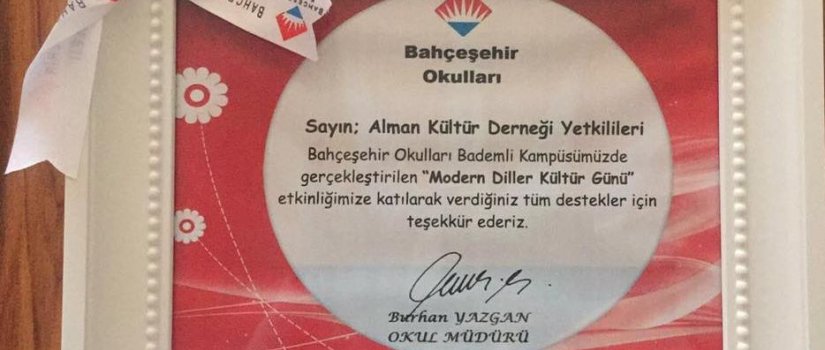 BAHÇEŞEHİR
Bahçeşehir
Okulları
Sayın; Alman Kültür Derneği Yetkilileri
Bahçeşehir Okulları Bademli Kampüsümüzde
gerçekleştirilen “Modern Diller Kültür Günü”
etkinliğimize katılarak verdiğiniz tüm destekler için
teşekkür ederiz.
Burhan YAZGAN
OKUL MÜDÜRÜ